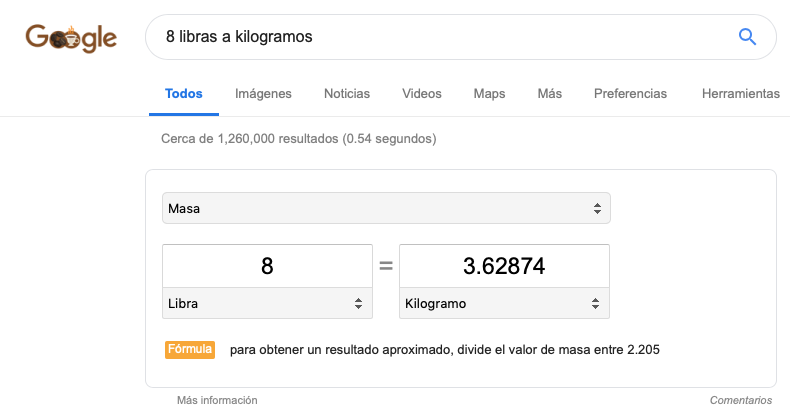 Google
8 libras a kilogramos
Todos Imágenes Noticias Videos Maps Más Preferencias Herramientas
Cerca de 1,260,000 resultados (0.54 segundos)
Masa
8 = 3.62874
Libra Kilogramo
Fórmula para obtener un resultado aproximado, divide el valor de masa entre 2.205
Más información Comentarios